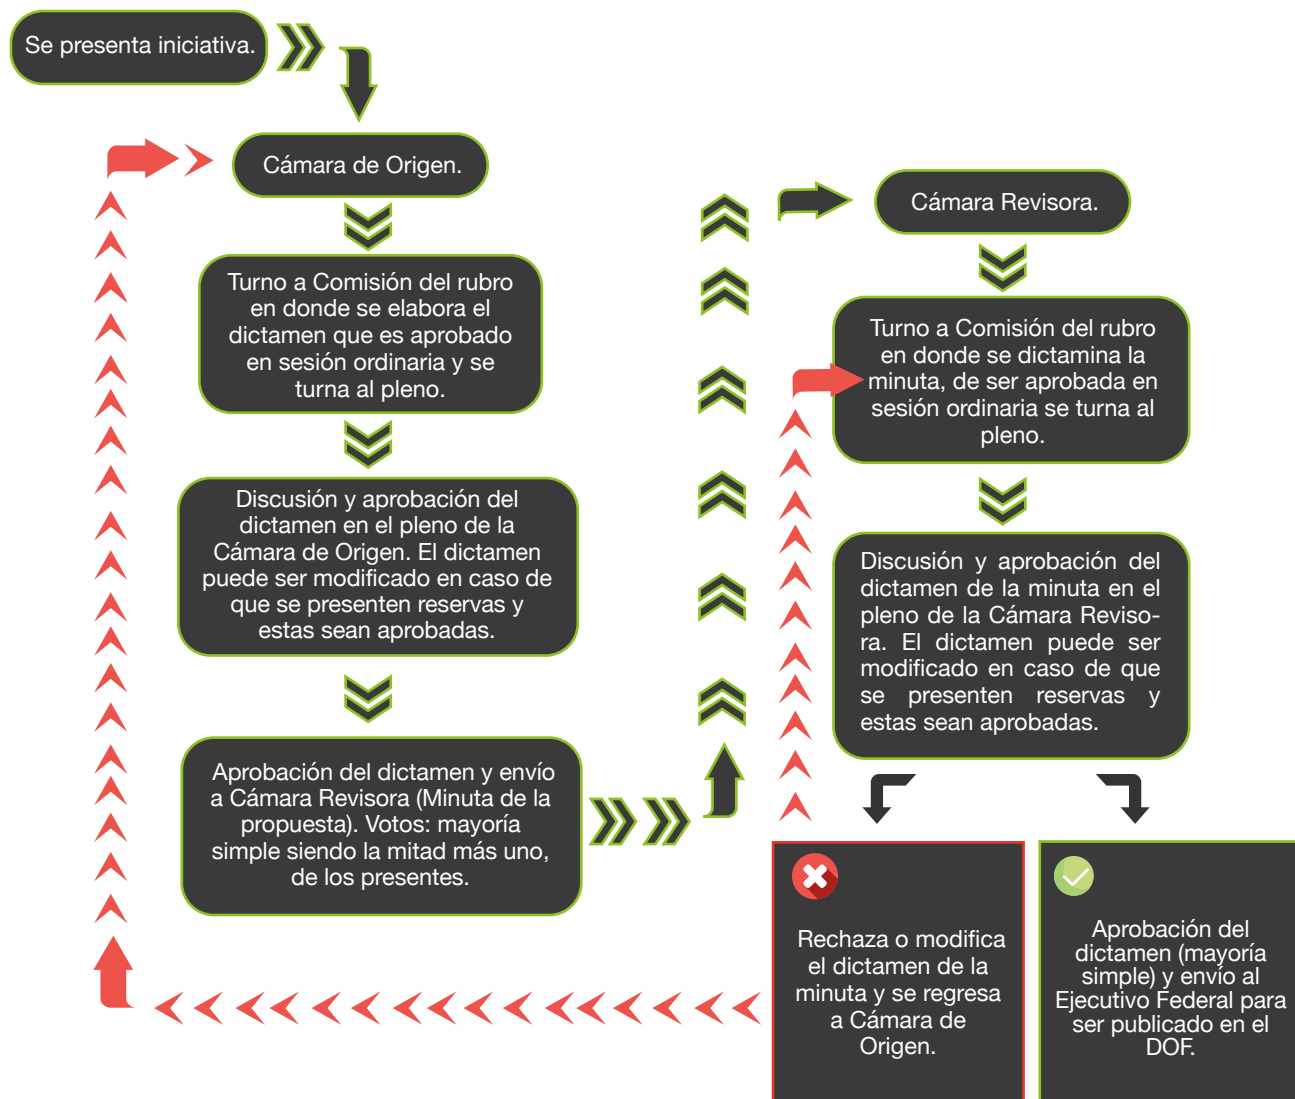 Se presenta iniciativa.
Cámara de Origen.
Turno a Comisión del rubro
en donde se elabora el
dictamen que es aprobado
en sesión ordinaria y se
turna al pleno.
Discusión y aprobación del
dictamen en el pleno de la
Cámara de Origen. El dictamen
puede ser modificado en caso de
que se presenten reservas y
estas sean aprobadas.
Aprobación del dictamen y envío
a Cámara Revisora (Minuta de la
propuesta). Votos: mayoría
simple siendo la mitad más uno,
de los presentes.
Cámara Revisora.
Turno a Comisión del rubro
en donde se dictamina la
minuta, de ser aprobada en
sesión ordinaria se turna al
pleno.
Discusión y aprobación del
dictamen de la minuta en el
pleno de la Cámara Reviso-
ra. El dictamen puede ser
modificado en caso de que
se presenten reservas y
estas sean aprobadas.
Rechaza o modifica
el dictamen de la
minuta y se regresa
a Cámara de
Origen.
Aprobación del
dictamen (mayoría
simple) y envío al
Ejecutivo Federal para
ser publicado en el
DOF.